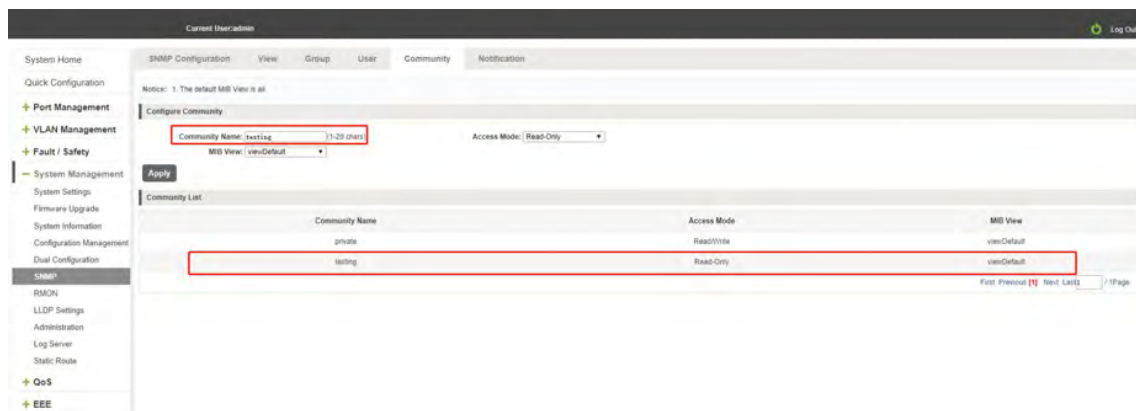 Current User:admin
Log Ou
System Home
SNMP Configuration View Group User Community Notification
Quick Configuration
Notice: 1. The default MIB View is all.
+ Port Management
Configure Community
+ VLAN Management
Community Name: testing (1-20 chars)
Access Mode: Read-Only
+ Fault / Safety
MIB View: viewDefault
− System Management
Apply
System Settings
Community List
Firmware Upgrade
System Information
Community Name Access Mode MIB View
Configuration Management
private Read/Write viewDefault
Dual Configuration
testing Read-Only viewDefault
SNMP
First Previous [1] Next Last 1 / 1Page
RMON
LLDP Settings
Administration
Log Server
Static Route
+ QoS
+ EEE